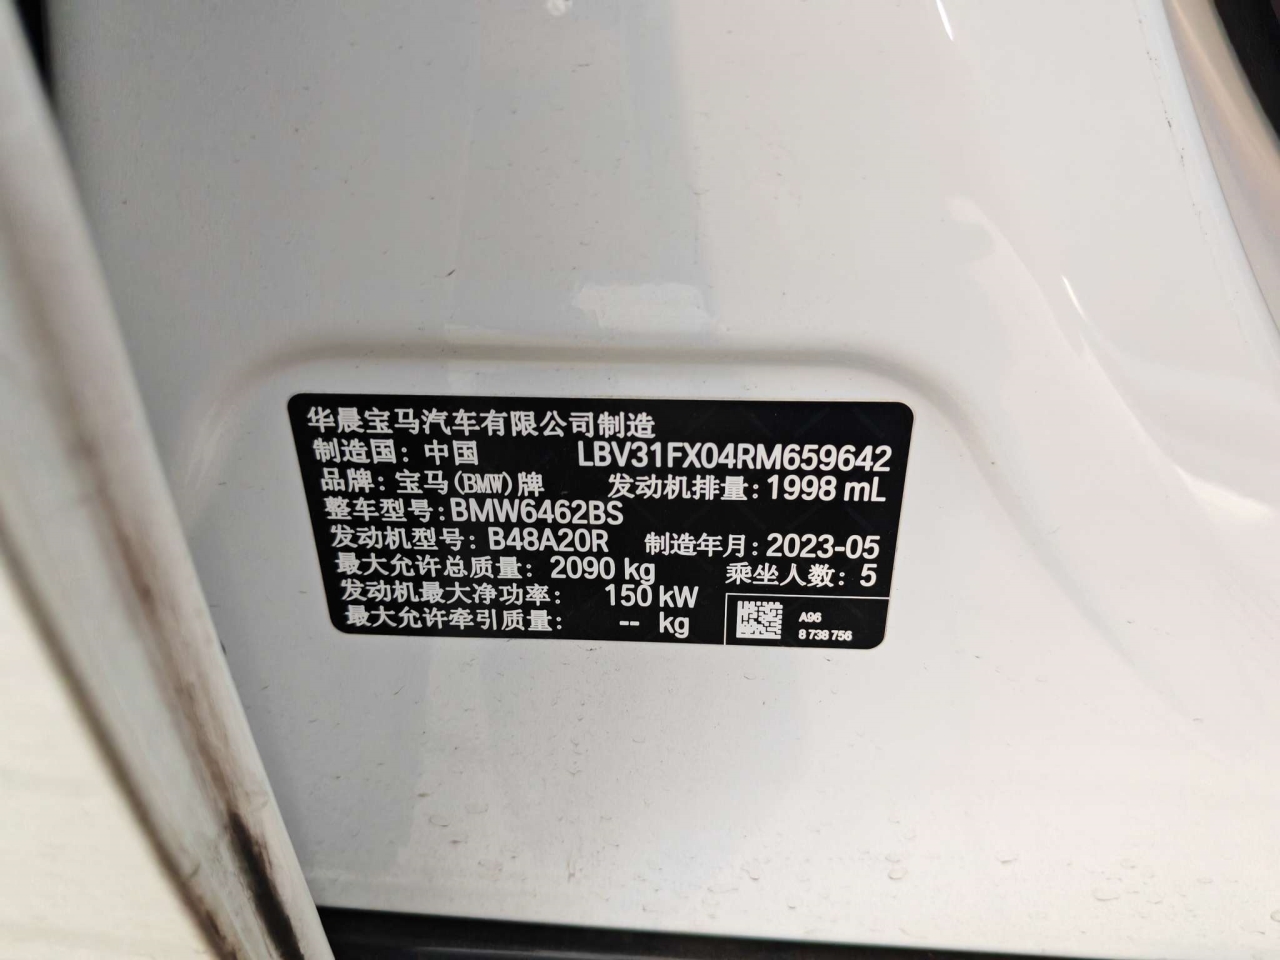 华晨宝马汽车有限公司制造
制造国：中国 LBV31FX04RM659642
品牌：宝马(BMW)牌 发动机排量：1998 mL
整车型号:BMW6462BS
发动机型号：B48A20R 制造年月：2023-05
最大允许总质量：2090 kg 乘坐人数：5
发动机最大净功率：150 kW
最大允许牵引质量：-- kg
A96
8 738 756